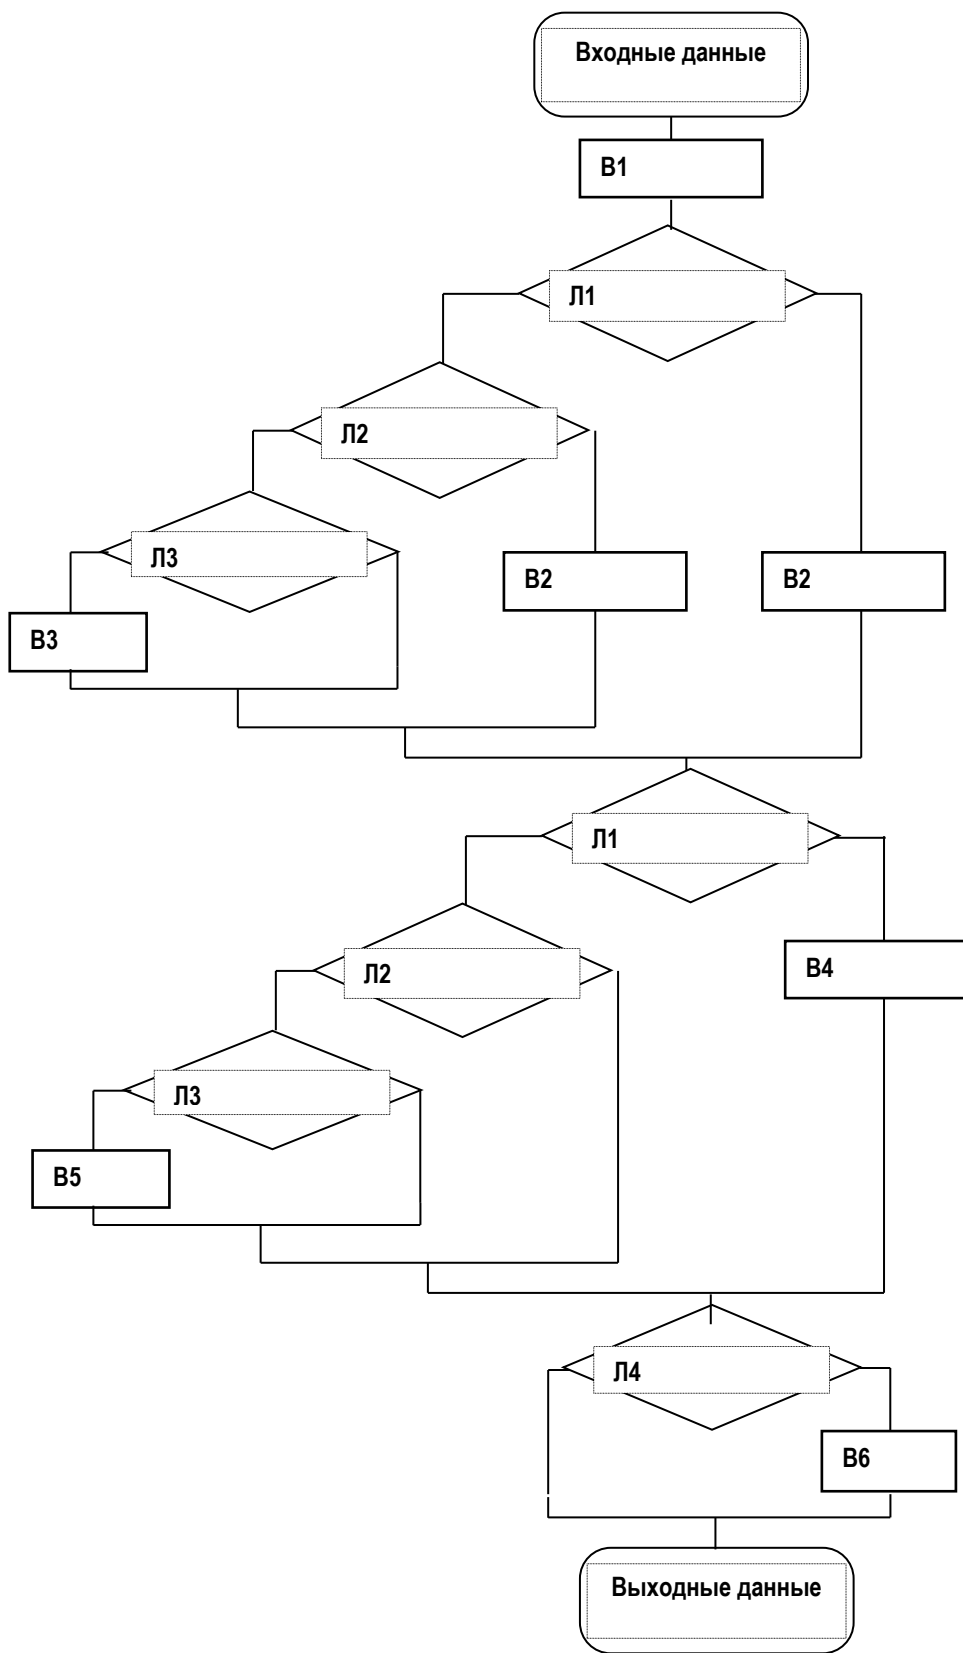 Входные данные
В1
Л1
Л2
Л3
В2
В2
В3
Л1
Л2
В4
Л3
В5
Л4
В6
Выходные данные